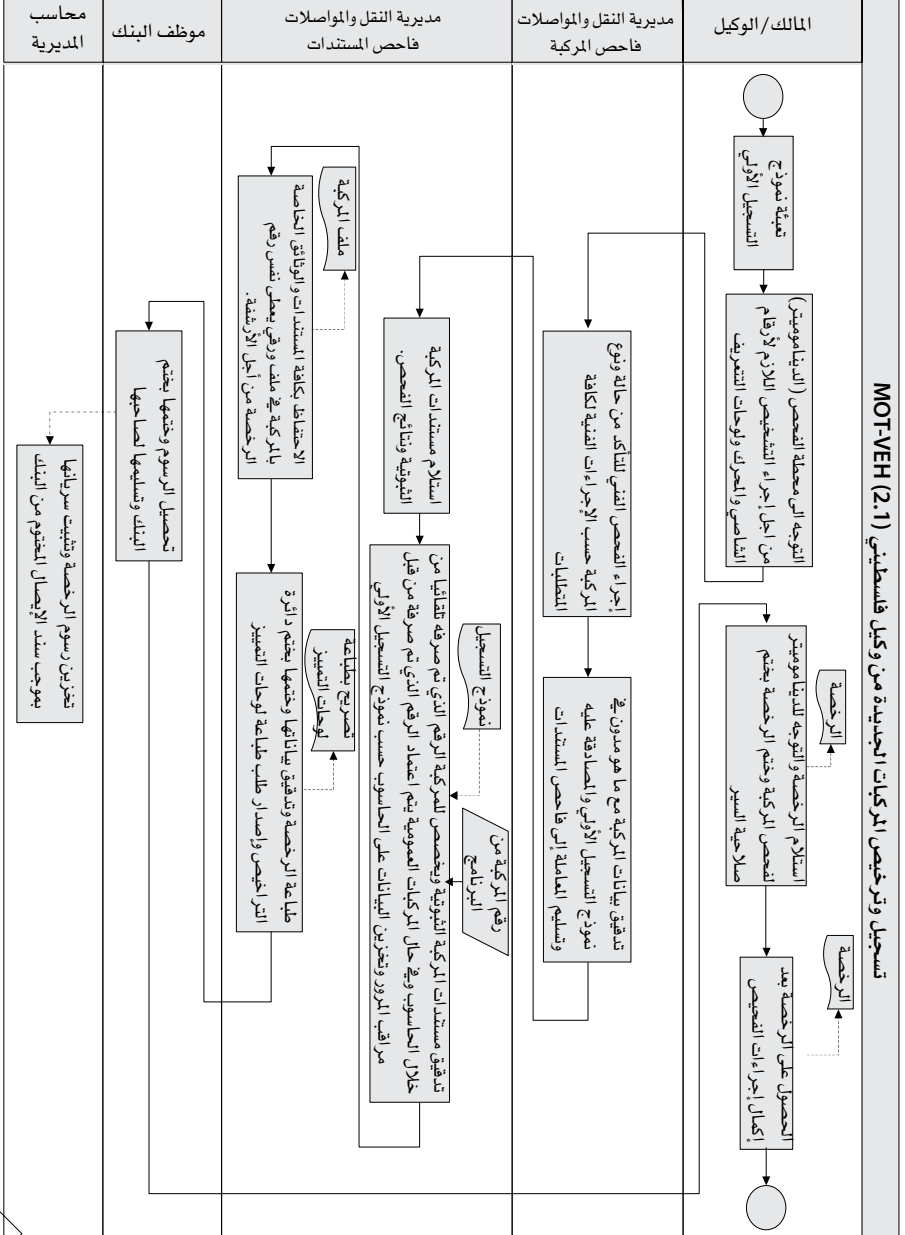 تسجيل وترخيص المركبات الجديدة من وكيل فلسطيني MOT-VEH (2.1)
المالك/الوكيل
تعبئة نموذج
التسجيل الأولي
التوجه الى محطة الفحص (الديناموميتر)
من اجل إجراء التشخيص اللازم لأرقام
الشاصي والمحرك ولوحات التتعريف
الرخصة
استلام الرخصة والتوجه للديناموميتر
لفحص المركبة وختم الرخصة بختم
صلاحية السير
الرخصة
الحصول على الرخصة بعد
إكمال إجراءات الفحيص
مديرية النقل والمواصلات
فاحص المركبة
إجراء الفحص الفني للتأكد من حالة ونوع
المركبة حسب الإجراءات الفنية لكافة
المتطلبات
تدقيق بيانات المركبة مع ما هو مدون في
نموذج التسجيل الأولي والمصادقة عليه
وتسليم المعاملة إلى فاحص المستندات
مديرية النقل والمواصلات
فاحص المستندات
استلام مستندات المركبة
الثبوتية ونتائج الفحص.
نموذج التسجيل
رقم المركبة من
البرنامج
تدقيق مستندات المركبة الثبوتية ويخصص للمركبة الرقم الذي تم صرفه تلقائيا من
خلال الحاسوب وفي حال المركبات العمومية يتم اعتماد الرقم الذي تم صرفة من قبل
مراقب المرور وتخزين البيانات على الحاسوب حسب نموذج التسجيل الأولي
ملف المركبة
الاحتفاظ بكافة المستندات والوثائق الخاصة
بالمركبة في ملف ورقي يعطى نفس رقم
الرخصة من أجل الأرشفة.
تصريح بطباعة
لوحات التمييز
طباعة الرخصة وتدقيق بياناتها وختمها بختم دائرة
التراخيص وإصدار طلب طباعة لوحات التمييز
موظف البنك
تحصيل الرسوم وختمها بختم
البنك وتسليمها لصاحبها
محاسب
المديرية
تخزين رسوم الرخصة وتثبيت سريانها
بموجب سند الإيصال المختوم من البنك